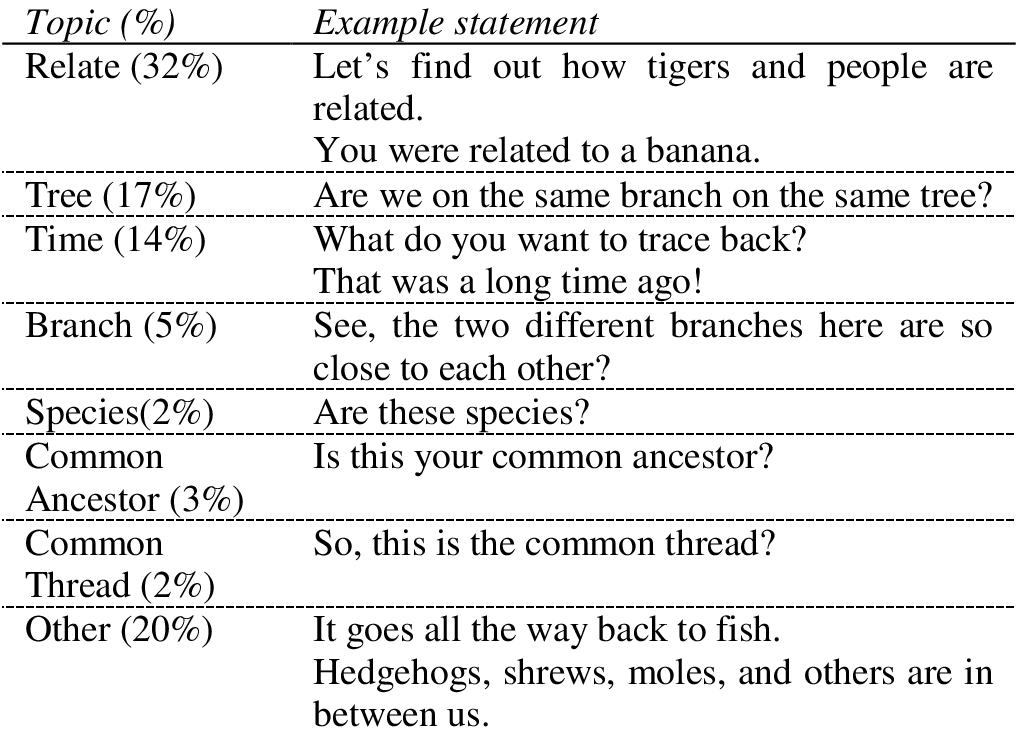 Topic (%) Example statement
Relate (32%) Let's find out how tigers and people are
related.
You were related to a banana.
Tree (17%) Are we on the same branch on the same tree?
Time (14%) What do you want to trace back?
That was a long time ago!
Branch (5%) See, the two different branches here are so
close to each other?
Species(2%) Are these species?
Common Is this your common ancestor?
Ancestor (3%)
Common So, this is the common thread?
Thread (2%)
Other (20%) It goes all the way back to fish.
Hedgehogs, shrews, moles, and others are in
between us.